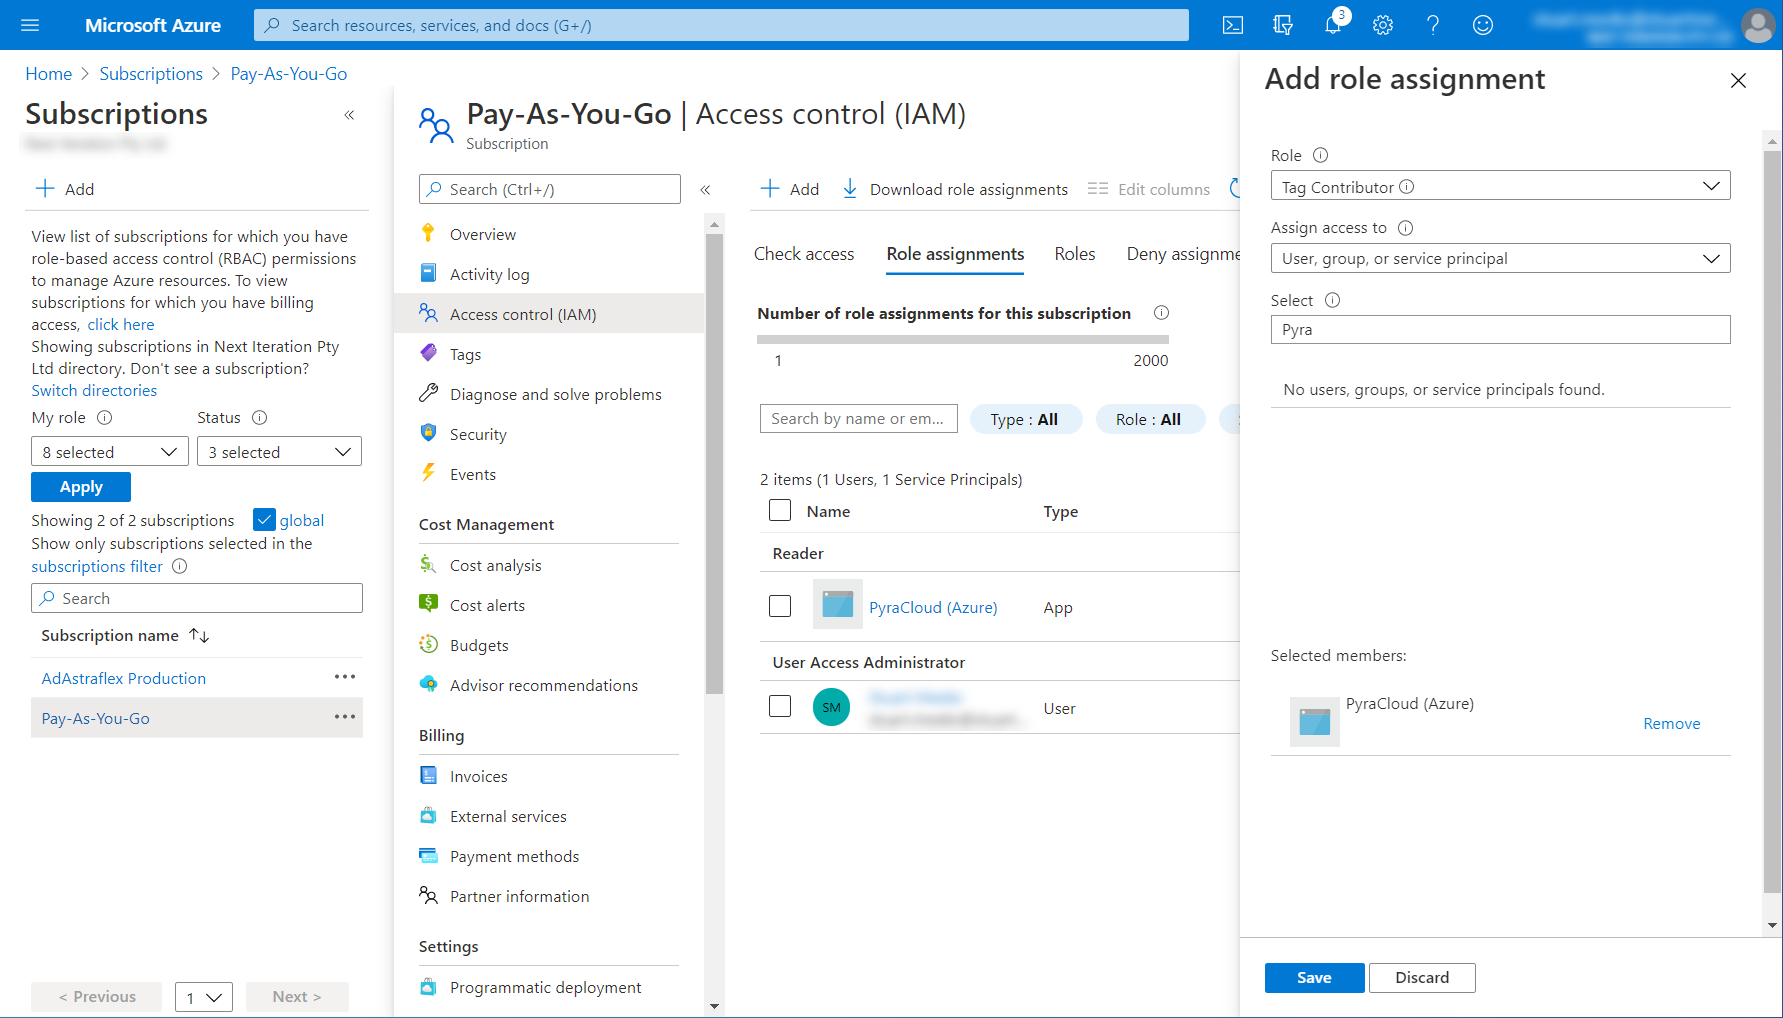 Microsoft Azure
Search resources, services, and docs (G+/)
3
Home > Subscriptions > Pay-As-You-Go
Subscriptions
«
Add
View list of subscriptions for which you have
role-based access control (RBAC) permissions
to manage Azure resources. To view
subscriptions for which you have billing
access, click here
Showing subscriptions in Next Iteration Pty
Ltd directory. Don't see a subscription?
Switch directories
My role
Status
8 selected
3 selected
Apply
Showing 2 of 2 subscriptions
global
Show only subscriptions selected in the
subscriptions filter
Search
Subscription name
AdAstraflex Production
Pay-As-You-Go
< Previous
1
Next >
Pay-As-You-Go | Access control (IAM)
Subscription
Search (Ctrl+/)
«
Overview
Activity log
Access control (IAM)
Tags
Diagnose and solve problems
Security
Events
Cost Management
Cost analysis
Cost alerts
Budgets
Advisor recommendations
Billing
Invoices
External services
Payment methods
Partner information
Settings
Programmatic deployment
Add
Download role assignments
Edit columns
Check access
Role assignments
Roles
Deny assignme
Number of role assignments for this subscription
1
2000
Search by name or em...
Type : All
Role : All
2 items (1 Users, 1 Service Principals)
Name
Type
Reader
PyraCloud (Azure)
App
User Access Administrator
SM
User
Add role assignment
Role
Tag Contributor
Assign access to
User, group, or service principal
Select
Pyra
No users, groups, or service principals found.
Selected members:
PyraCloud (Azure)
Remove
Save
Discard